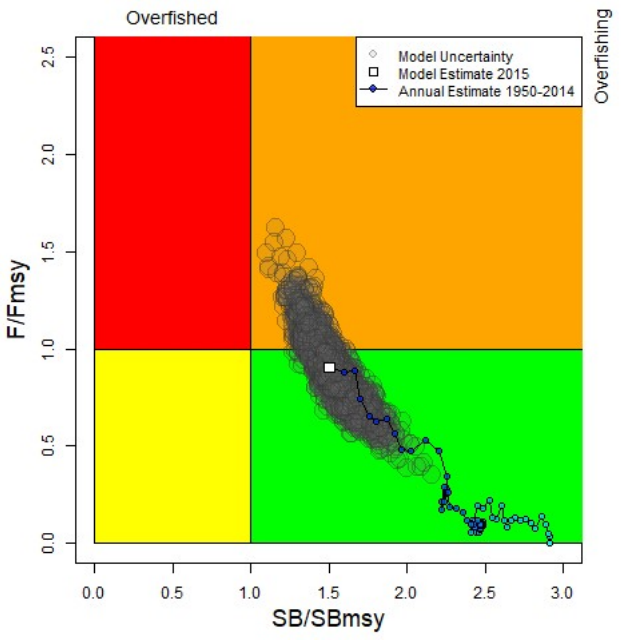 Overfished
Overfishing
Model Uncertainty
Model Estimate 2015
Annual Estimate 1950-2014
F/Fmsy
2.5
2.0
1.5
1.0
0.5
0.0
0.0 0.5 1.0 1.5 2.0 2.5 3.0
SB/SBmsy